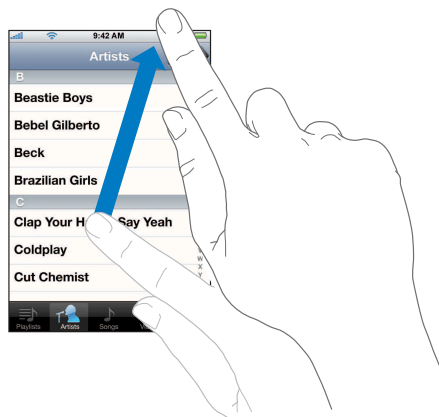 9:42 AM
Artists
B
Beastie Boys
Bebel Gilberto
Beck
Brazilian Girls
C
Clap Your H Say Yeah
Coldplay
Cut Chemist
W
X
Y
Playlists Artists Songs